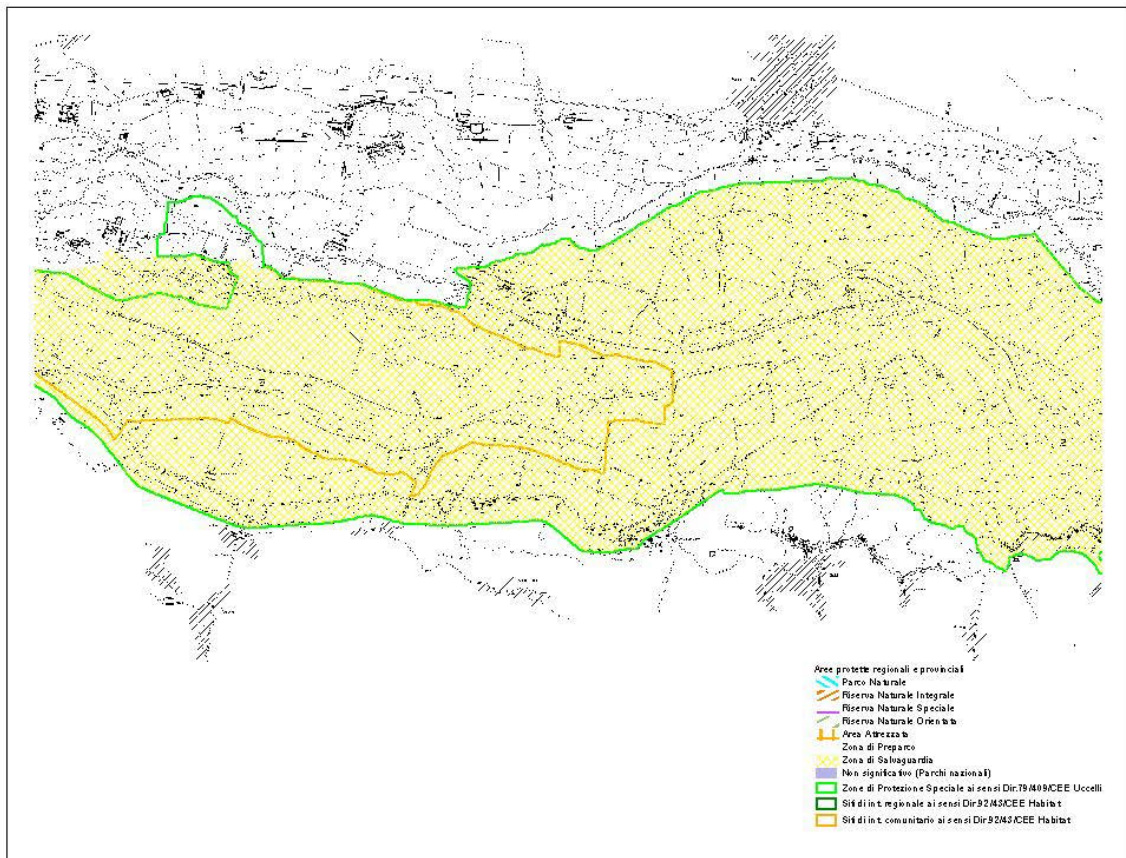 Aree protette regionali e provinciali
Parco Naturale
Riserva Naturale Integrale
Riserva Naturale Speciale
Riserva Naturale Orientata
Area Attrezzata
Zona di Preparco
Zona di Salvaguardia
Non significativo (Parchi nazionali)
Zone di Protezione Speciale ai sensi Dir.79/409/CEE Uccelli
Siti di int. regionale ai sensi Dir.92/43/CEE Habitat
Siti di int. comunitario ai sensi Dir.92/43/CEE Habitat